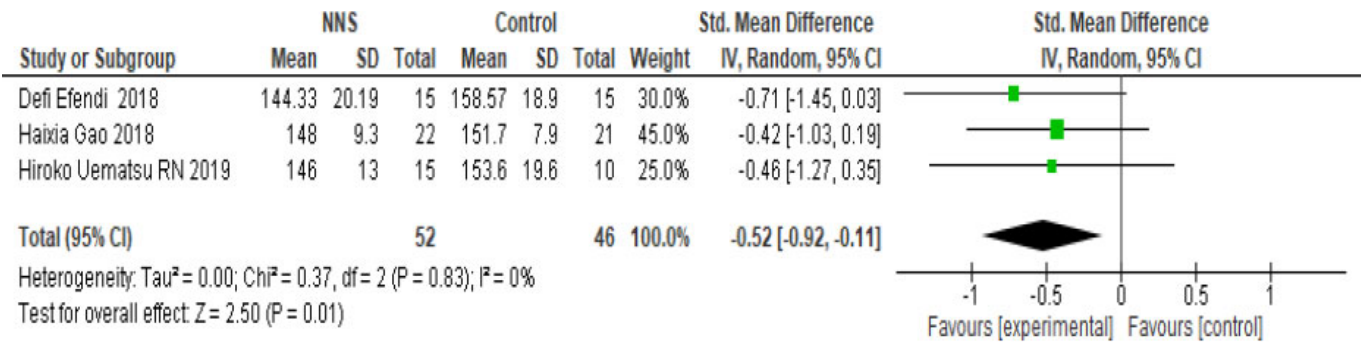 NNS Control Std. Mean Difference Std. Mean Difference
Study or Subgroup Mean SD Total Mean SD Total Weight IV, Random, 95% CI IV, Random, 95% CI
Defi Efendi 2018 144.33 20.19 15 158.57 18.9 15 30.0% -0.71 [-1.45, 0.03]
Haixia Gao 2018 148 9.3 22 151.7 7.9 21 45.0% -0.42 [-1.03, 0.19]
Hiroko Uematsu RN 2019 146 13 15 153.6 19.6 10 25.0% -0.46 [-1.27, 0.35]
Total (95% CI) 52 46 100.0% -0.52 [-0.92, -0.11]
Heterogeneity: Tau² = 0.00; Chi² = 0.37, df = 2 (P = 0.83); I² = 0%
Test for overall effect: Z = 2.50 (P = 0.01)
-1 -0.5 0 0.5 1
Favours [experimental] Favours [control]